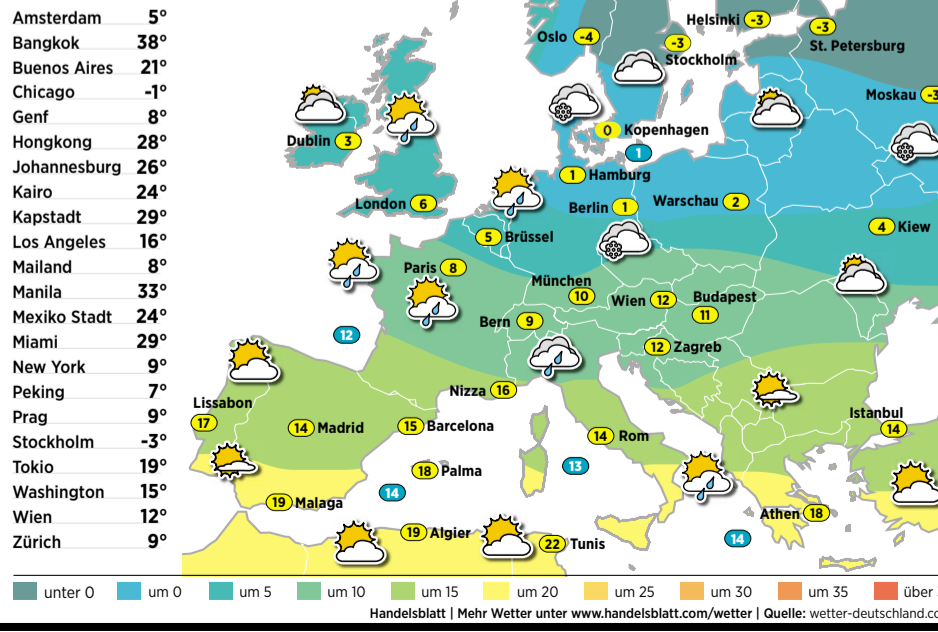 Amsterdam 5°
Bangkok 38°
Buenos Aires 21°
Chicago -1°
Genf 8°
Hongkong 28°
Johannesburg 26°
Kairo 24°
Kapstadt 29°
Los Angeles 16°
Mailand 8°
Manila 33°
Mexiko Stadt 24°
Miami 29°
New York 9°
Peking 7°
Prag 9°
Stockholm -3°
Tokio 19°
Washington 15°
Wien 12°
Zürich 9°
Helsinki -3
-3
St. Petersburg
Oslo -4
-3
Stockholm
Moskau -3
0 Kopenhagen
Dublin 3
1
1 Hamburg
London 6
Berlin 1
Warschau 2
4 Kiew
5 Brüssel
Paris 8
München
10
Wien 12
Budapest
11
Bern 9
12
12 Zagreb
Nizza 16
Lissabon
17
14 Madrid
15 Barcelona
14 Rom
Istanbul
14
18 Palma
13
14
19 Malaga
Athen 18
19 Algier
22 Tunis
14
unter 0 um 0 um 5 um 10 um 15 um 20 um 25 um 30 um 35 über
Handelsblatt | Mehr Wetter unter www.handelsblatt.com/wetter | Quelle: wetter-deutschland.co